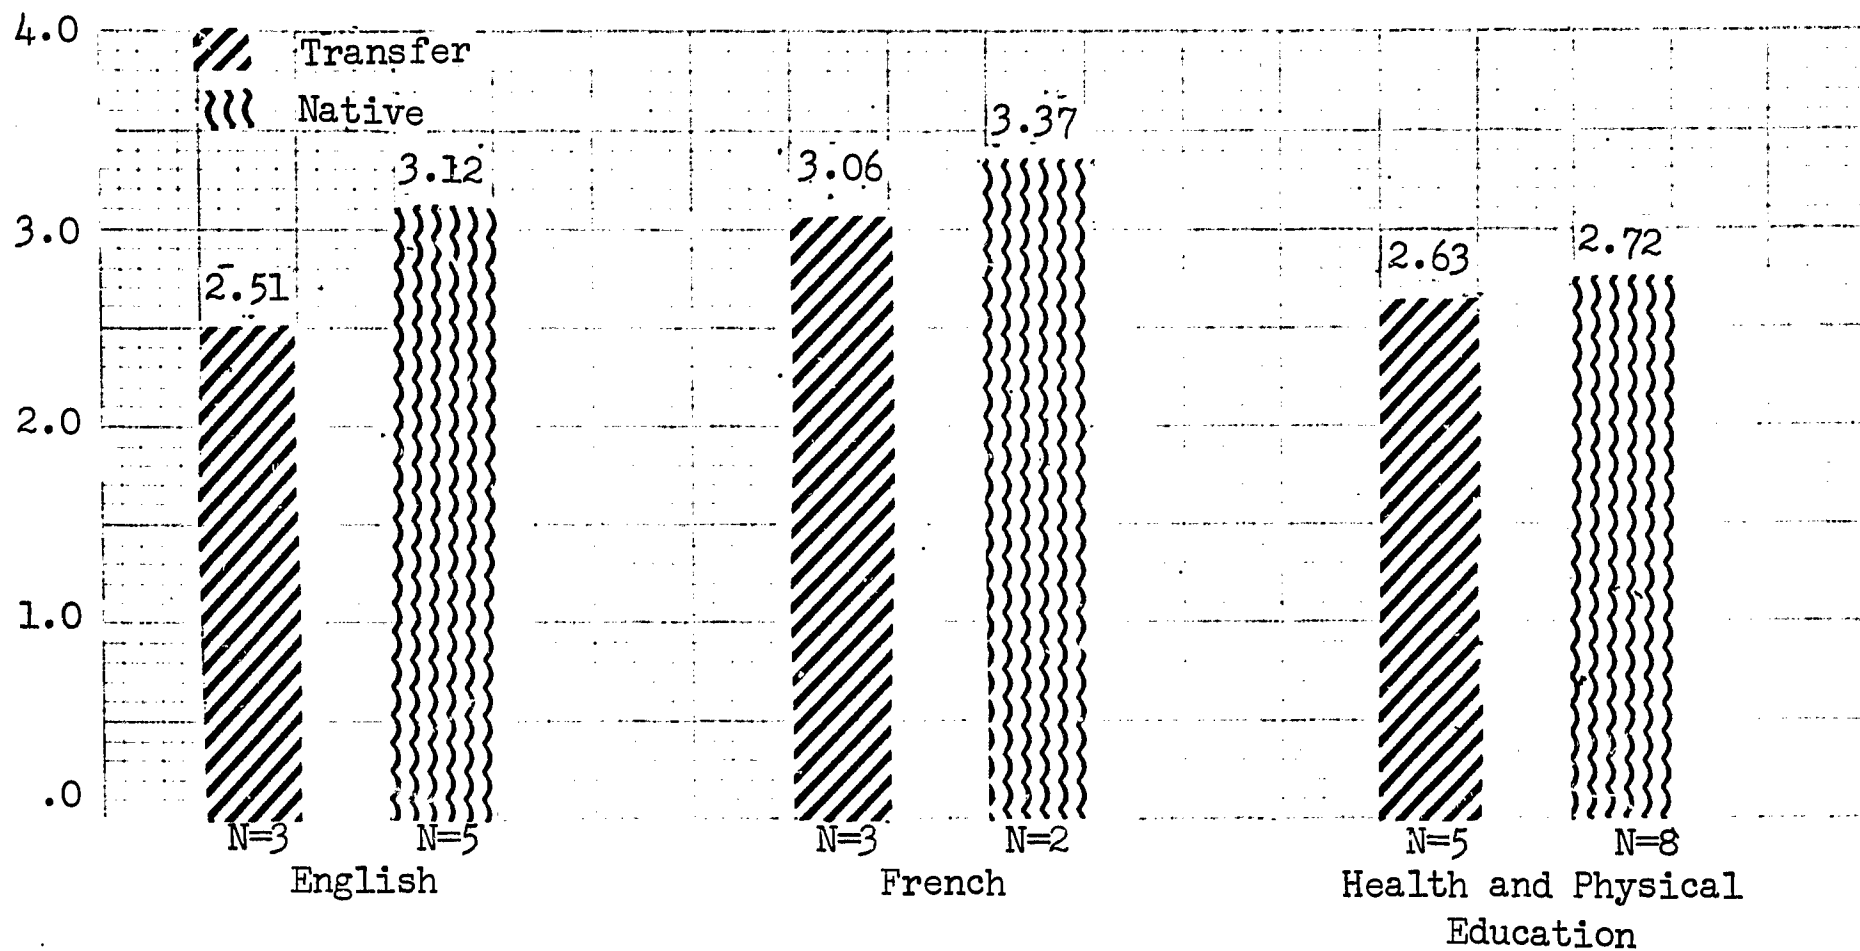 4.0
Transfer
Native
3.37
3.12
3.06
3.0
2.72
2.63
2.51
2.0
1.0
.0
N=3 N=5 N=3 N=2 N=5 N=8
English French Health and Physical
Education